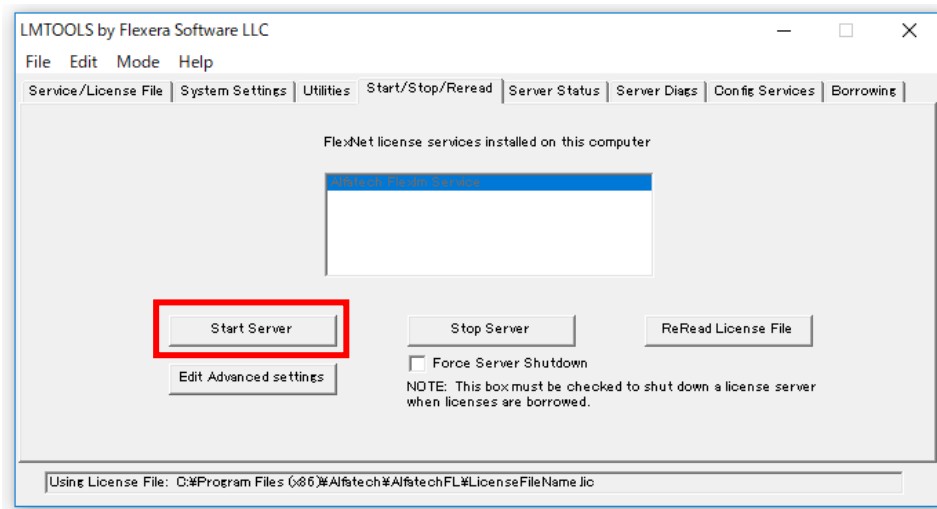 LMTOOLS by Flexera Software LLC
File Edit Mode Help
Service/License File System Settings Utilities Start/Stop/Reread Server Status Server Diags Config Services Borrowing
FlexNet license services installed on this computer
Alfatech Flexlm Service
Start Server Stop Server ReRead License File
Force Server Shutdown
Edit Advanced settings
NOTE: This box must be checked to shut down a license server
when licenses are borrowed.
Using License File: C:¥Program Files (x86)¥Alfatech¥AlfatechFL¥LicenseFileName.lic